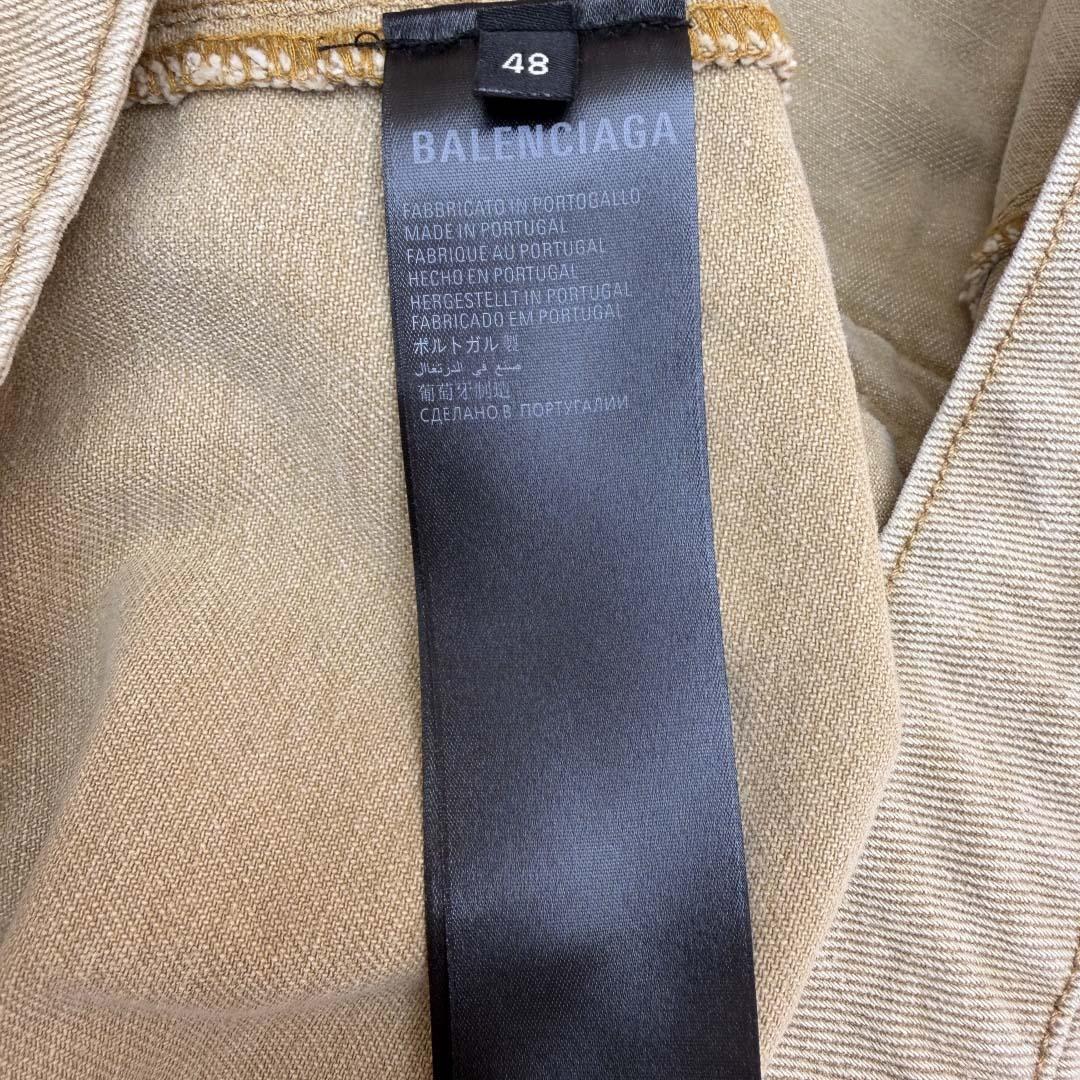 48
BALENCIAGA
FABBRICATO IN PORTOGALLO
MADE IN PORTUGAL
FABRIQUE AU PORTUGAL
HECHO EN PORTUGAL
HERGESTELLT IN PORTUGAL
FABRICADO EM PORTUGAL
ポルトガル製
صنع في البرتغال
葡萄牙制造
СДЕЛАНО В ПОРТУГАЛИИ